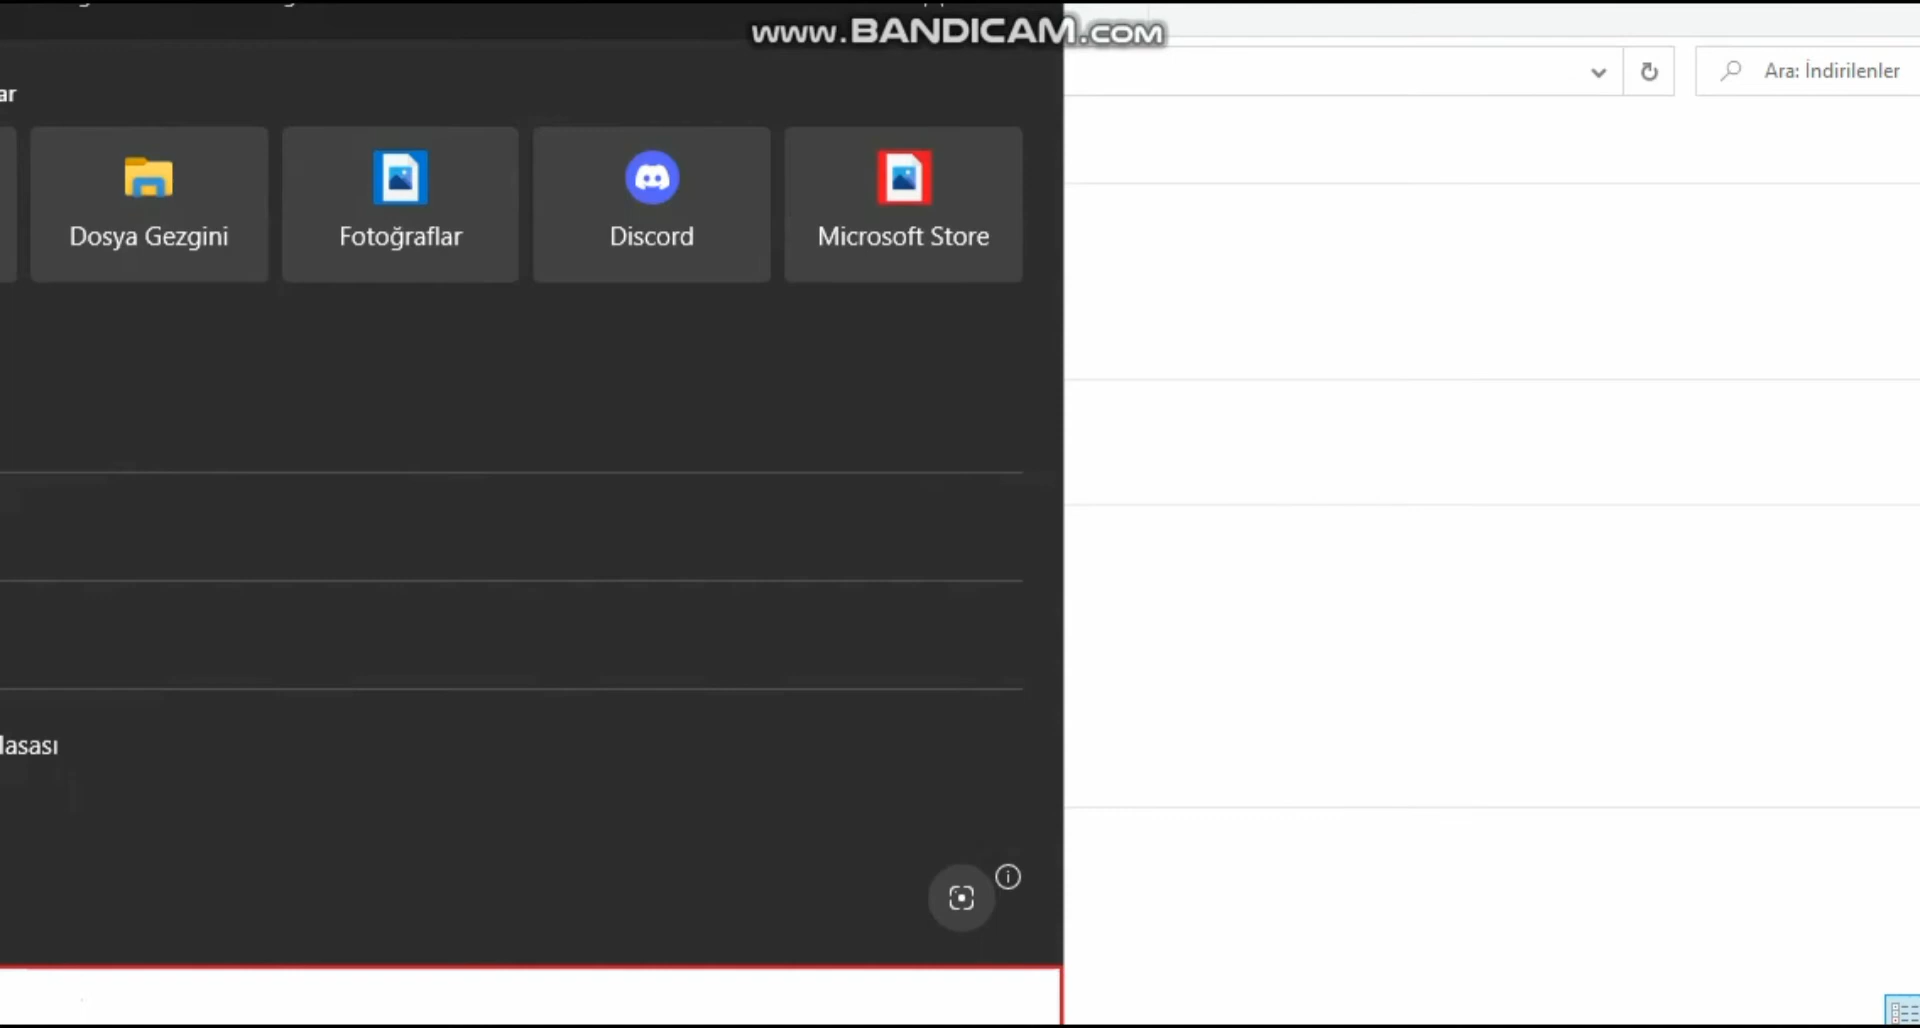 www.BANDICAM.com
Ara: İndirilenler
ar
Dosya Gezgini
Fotoğraflar
Discord
Microsoft Store
lasası